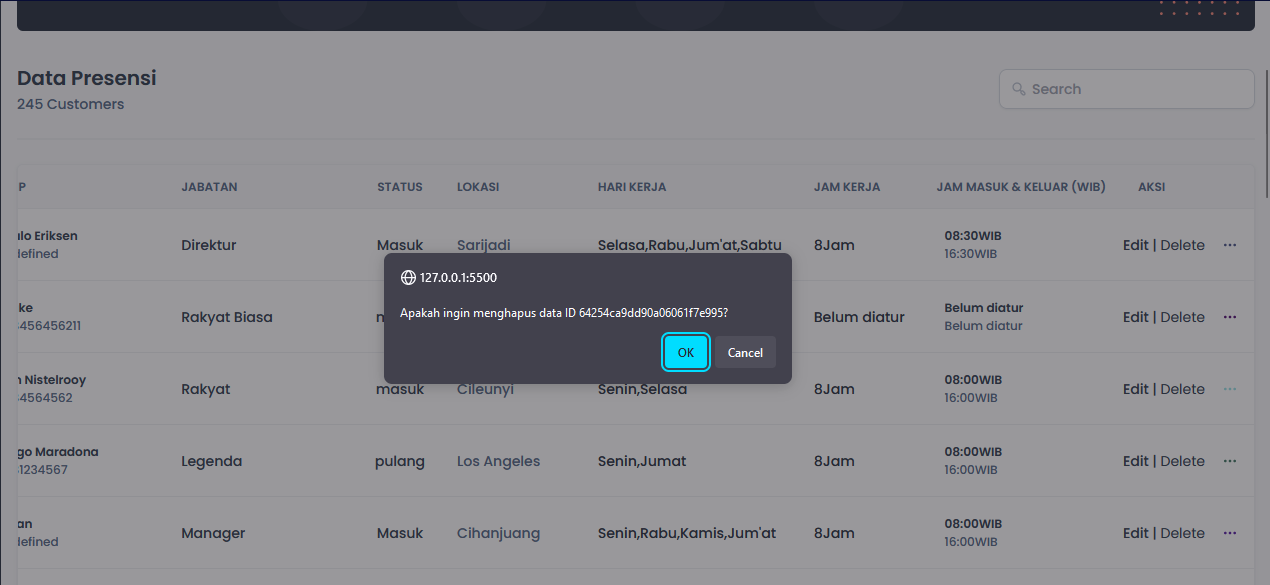 Data Presensi
245 Customers
Search
P JABATAN STATUS LOKASI HARI KERJA JAM KERJA JAM MASUK & KELUAR (WIB) AKSI
Eriksen
Direktur Masuk Sarijadi Selasa,Rabu,Jum'at,Sabtu 8Jam 08:30WIB Edit | Delete ...
efined
16:30WIB
127.0.0.1:5500
Apakah ingin menghapus data ID 64254ca9dd90a06061f7e995?
OK Cancel
ke
456456211
Rakyat Biasa Belum diatur Belum diatur Edit | Delete ...
Belum diatur
Nistelrooy
4564562
Rakyat masuk Cileunyi Senin,Selasa 8Jam 08:00WIB Edit | Delete ...
16:00WIB
go Maradona
1234567
Legenda pulang Los Angeles Senin,Jumat 8Jam 08:00WIB Edit | Delete ...
16:00WIB
an
efined
Manager Masuk Cihanjuang Senin,Rabu,Kamis,Jum'at 8Jam 08:00WIB Edit | Delete ...
16:00WIB